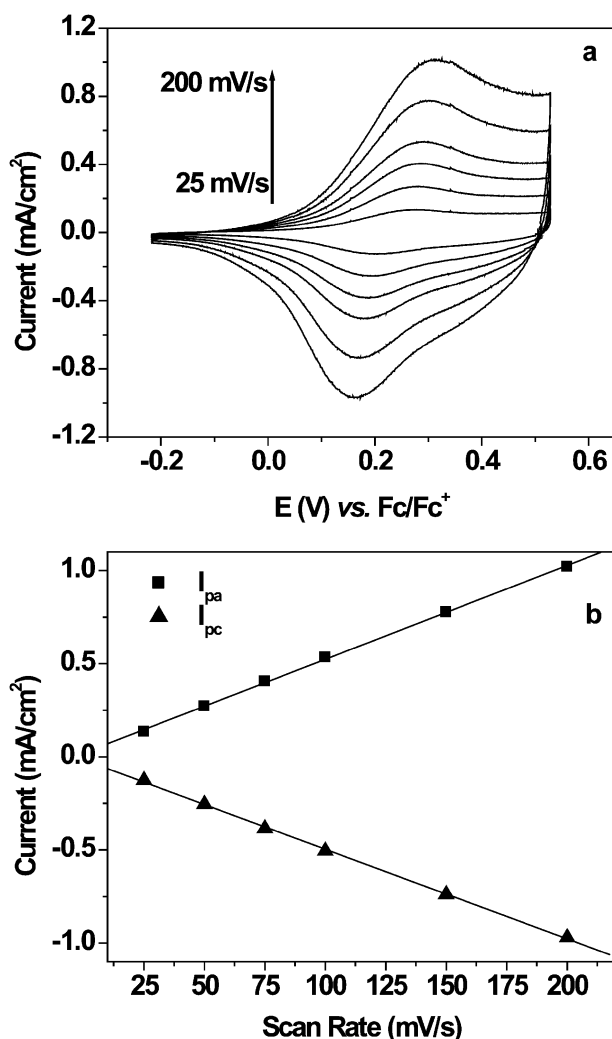 1.2
a
200 mV/s
0.8
0.4
25 mV/s
0.0
-0.4
-0.8
-1.2
Current (mA/cm²)
-0.2 0.0 0.2 0.4 0.6
E (V) vs. Fc/Fc⁺
1.0
I_pa
I_pc
b
0.5
0.0
-0.5
-1.0
Current (mA/cm²)
25 50 75 100 125 150 175 200
Scan Rate (mV/s)